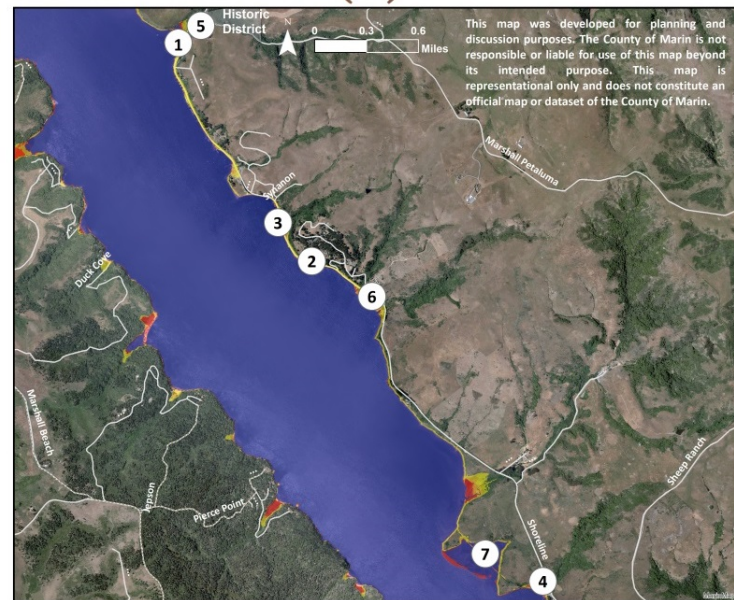 5
Historic
District
1
N
0 0.3 0.6
Miles
This map was developed for planning and
discussion purposes. The County of Marin is not
responsible or liable for use of this map beyond
its intended purpose. This map is
representational only and does not constitute an
official map or dataset of the County of Marin.
Marshall Petaluma
Synanon
3
2
Duck Cove
6
Marshall Beach
Jepson
Pierce Point
Sheep Ranch
Shoreline
7
4